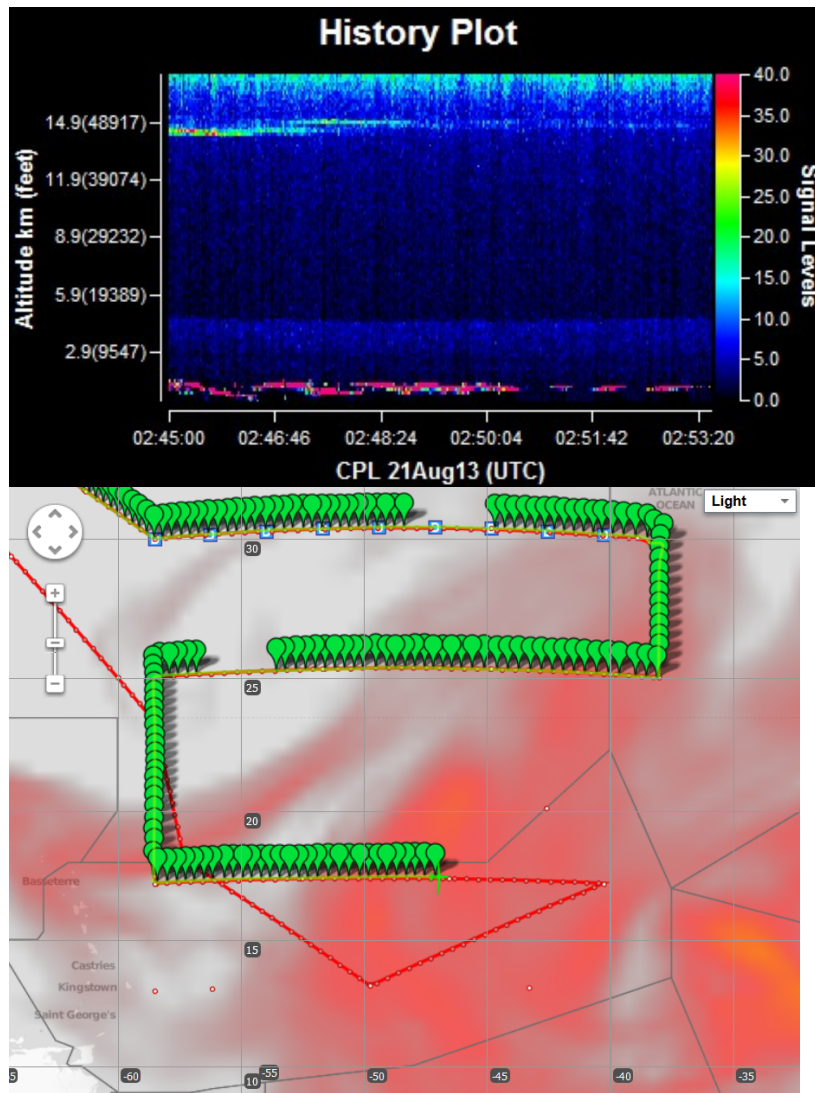 History Plot
Altitude km (feet)
14.9(48917)
11.9(39074)
8.9(29232)
5.9(19389)
2.9(9547)
40.0
35.0
30.0
25.0
20.0
15.0
10.0
5.0
0.0
Signal Levels
02:45:00 02:46:46 02:48:24 02:50:04 02:51:42 02:53:20
CPL 21Aug13 (UTC)
ATLANTIC
OCEAN
Light
30
25
20
Basseterre
15
Castries
Kingstown
Saint George's
5 -60 -55 -50 -45 -40 -35
10